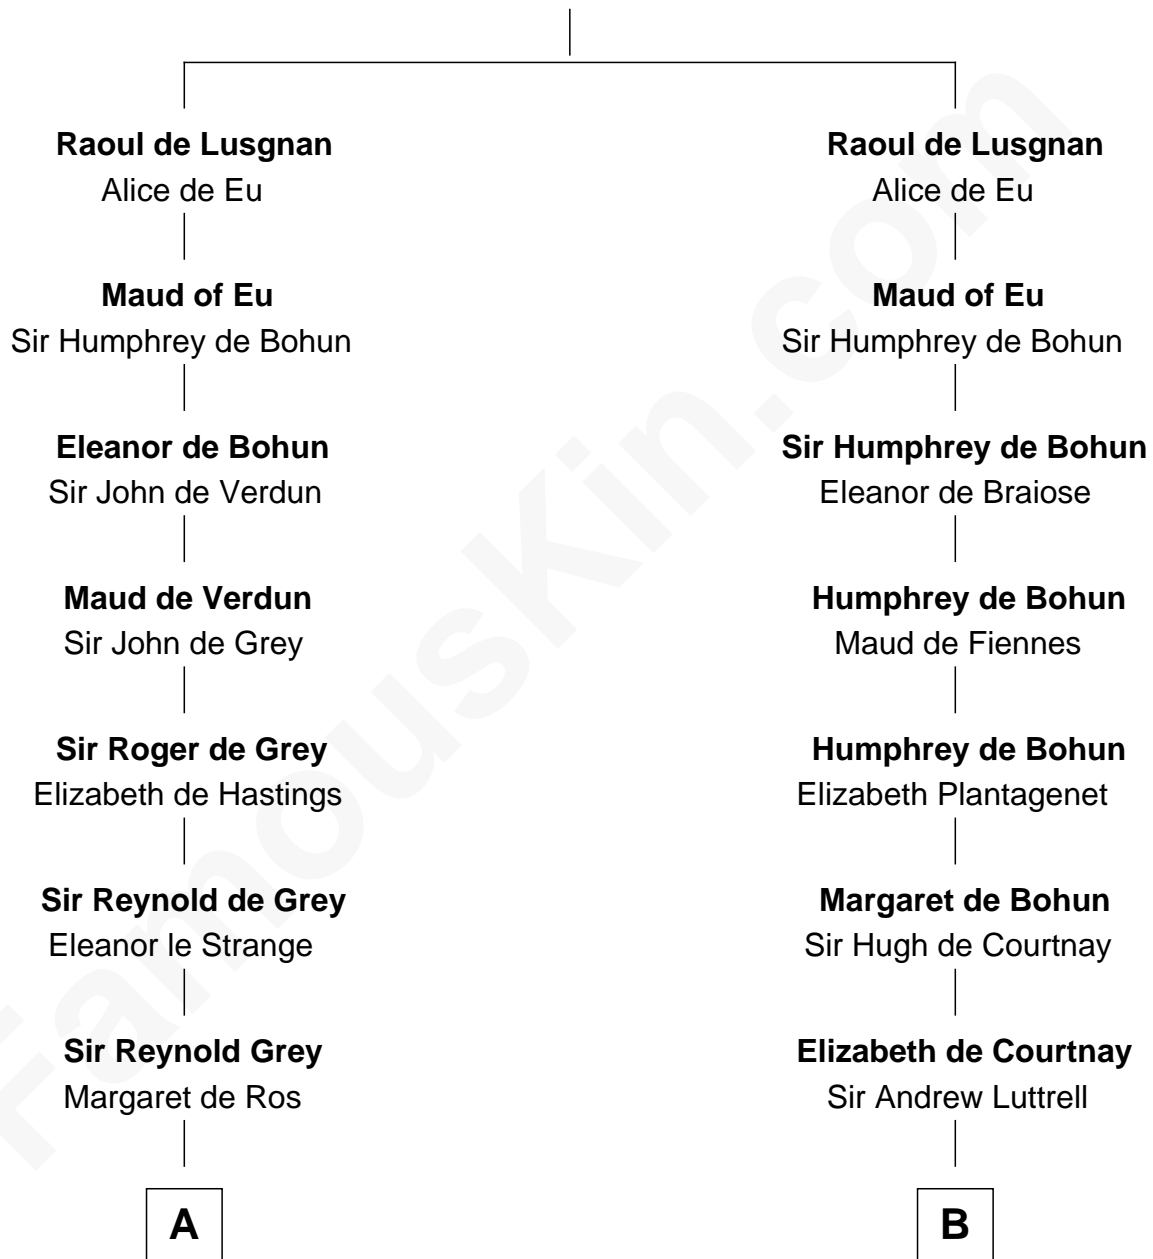 Raoul de Lusgnan
Alice de Eu
Maud of Eu
Sir Humphrey de Bohun
Eleanor de Bohun
Sir John de Verdun
Maud de Verdun
Sir John de Grey
Sir Roger de Grey
Elizabeth de Hastings
Sir Reynold de Grey
Eleanor le Strange
Sir Reynold Grey
Margaret de Ros
A
Raoul de Lusgnan
Alice de Eu
Maud of Eu
Sir Humphrey de Bohun
Sir Humphrey de Bohun
Eleanor de Braiose
Humphrey de Bohun
Maud de Fiennes
Humphrey de Bohun
Elizabeth Plantagenet
Margaret de Bohun
Sir Hugh de Courtnay
Elizabeth de Courtnay
Sir Andrew Luttrell
B
FamousKin.com